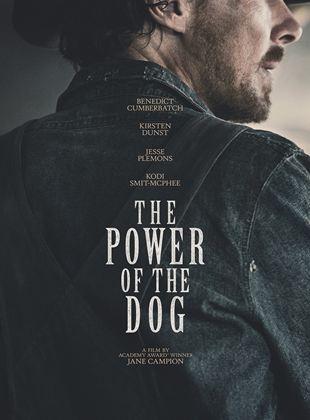 BENEDICT
CUMBERBATCH
KIRSTEN
DUNST
JESSE
PLEMONS
KODI
SMIT-MCPHEE
THE
POWER
OF THE
DOG
A FILM BY
ACADEMY AWARD® WINNER
JANE CAMPION